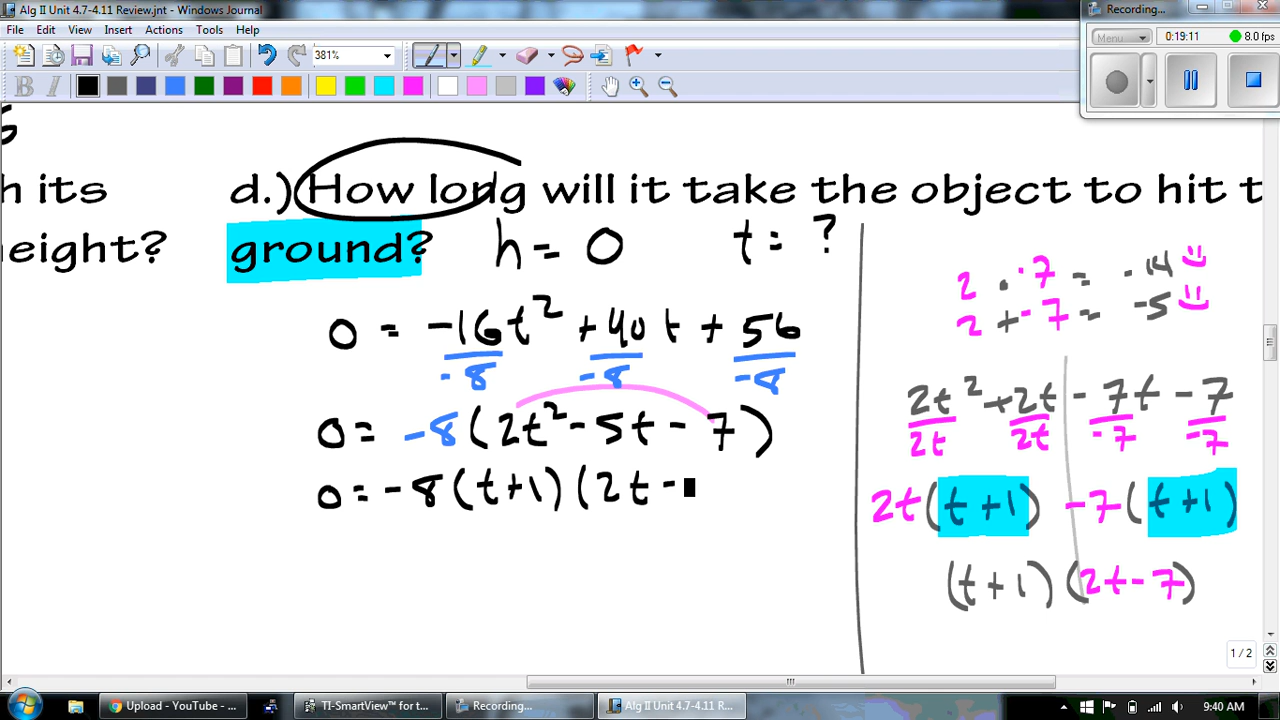 Alg II Unit 4.7-4.11 Review.jnt - Windows Journal
Recording...
File Edit View Insert Actions Tools Help
Menu
0:19:11
8.0 fps
381%
B I
h its
eight?
d.) How long will it take the object to hit t
ground? h = 0 t = ?
0 = -16t² + 40t + 56
-8 -8 -8
0 = -8(2t² - 5t - 7)
0 = -8(t+1)(2t -
2 · -7 = -14
2 + -7 = -5
2t² + 2t - 7t - 7
2t 2t -7 -7
2t(t+1) -7(t+1)
(t+1)(2t-7)
1 / 2
Upload - YouTube - ...
TI-SmartView™ for t...
Recording...
Alg II Unit 4.7-4.11 R...
9:40 AM